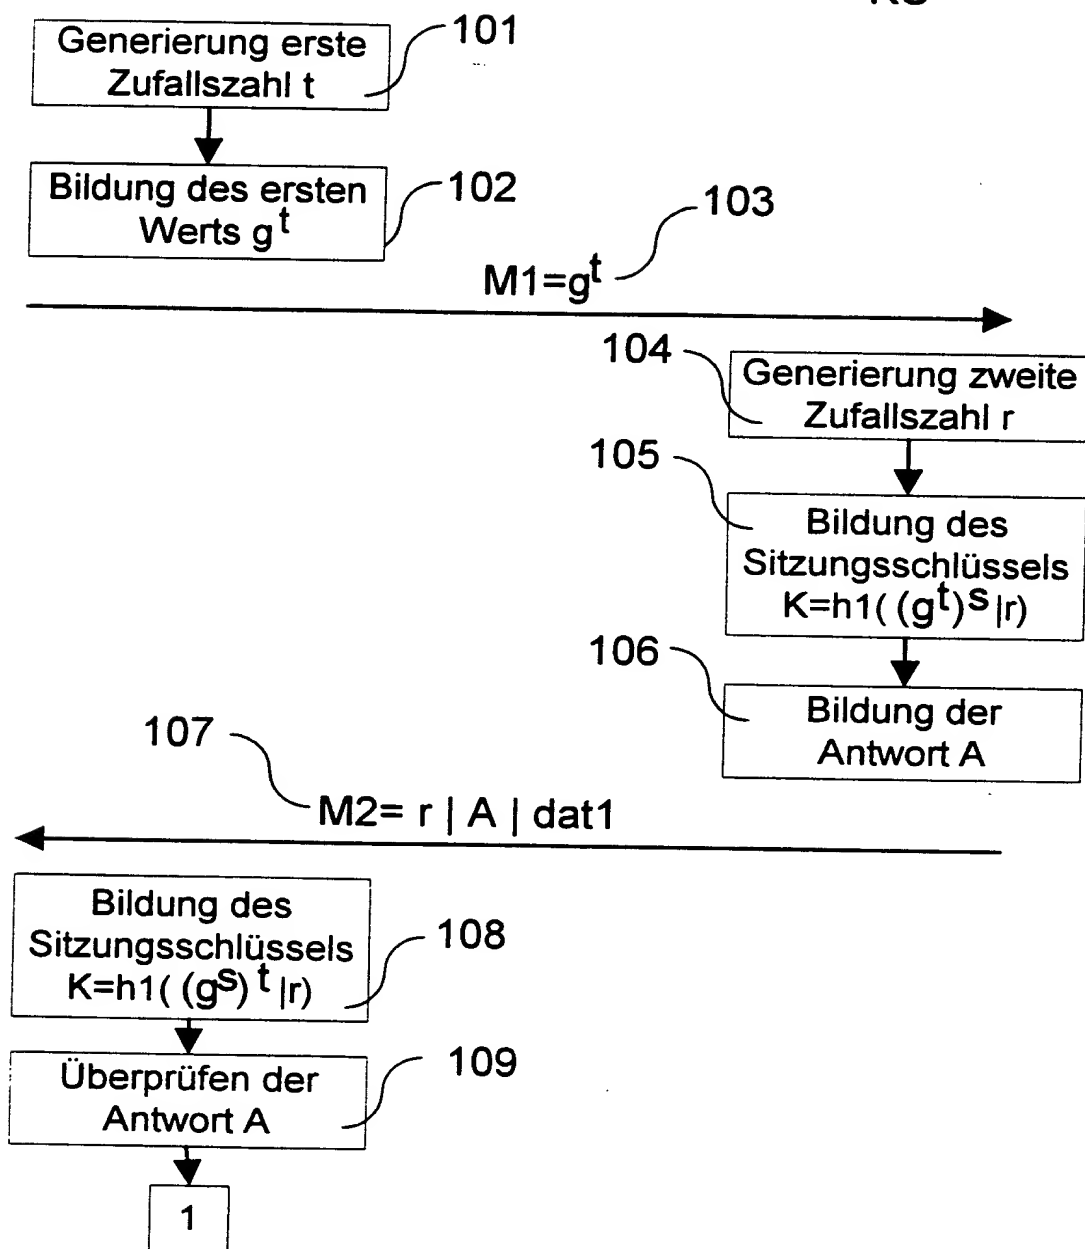 Generierung erste
Zufallszahl t
101
Bildung des ersten
Werts g^t
102
103
M1=g^t
104
Generierung zweite
Zufallszahl r
105
Bildung des
Sitzungsschlüssels
K=h1( (g^t)^s |r)
106
Bildung der
Antwort A
107
M2= r | A | dat1
Bildung des
Sitzungsschlüssels
K=h1( (g^s)^t |r)
108
Überprüfen der
Antwort A
109
1